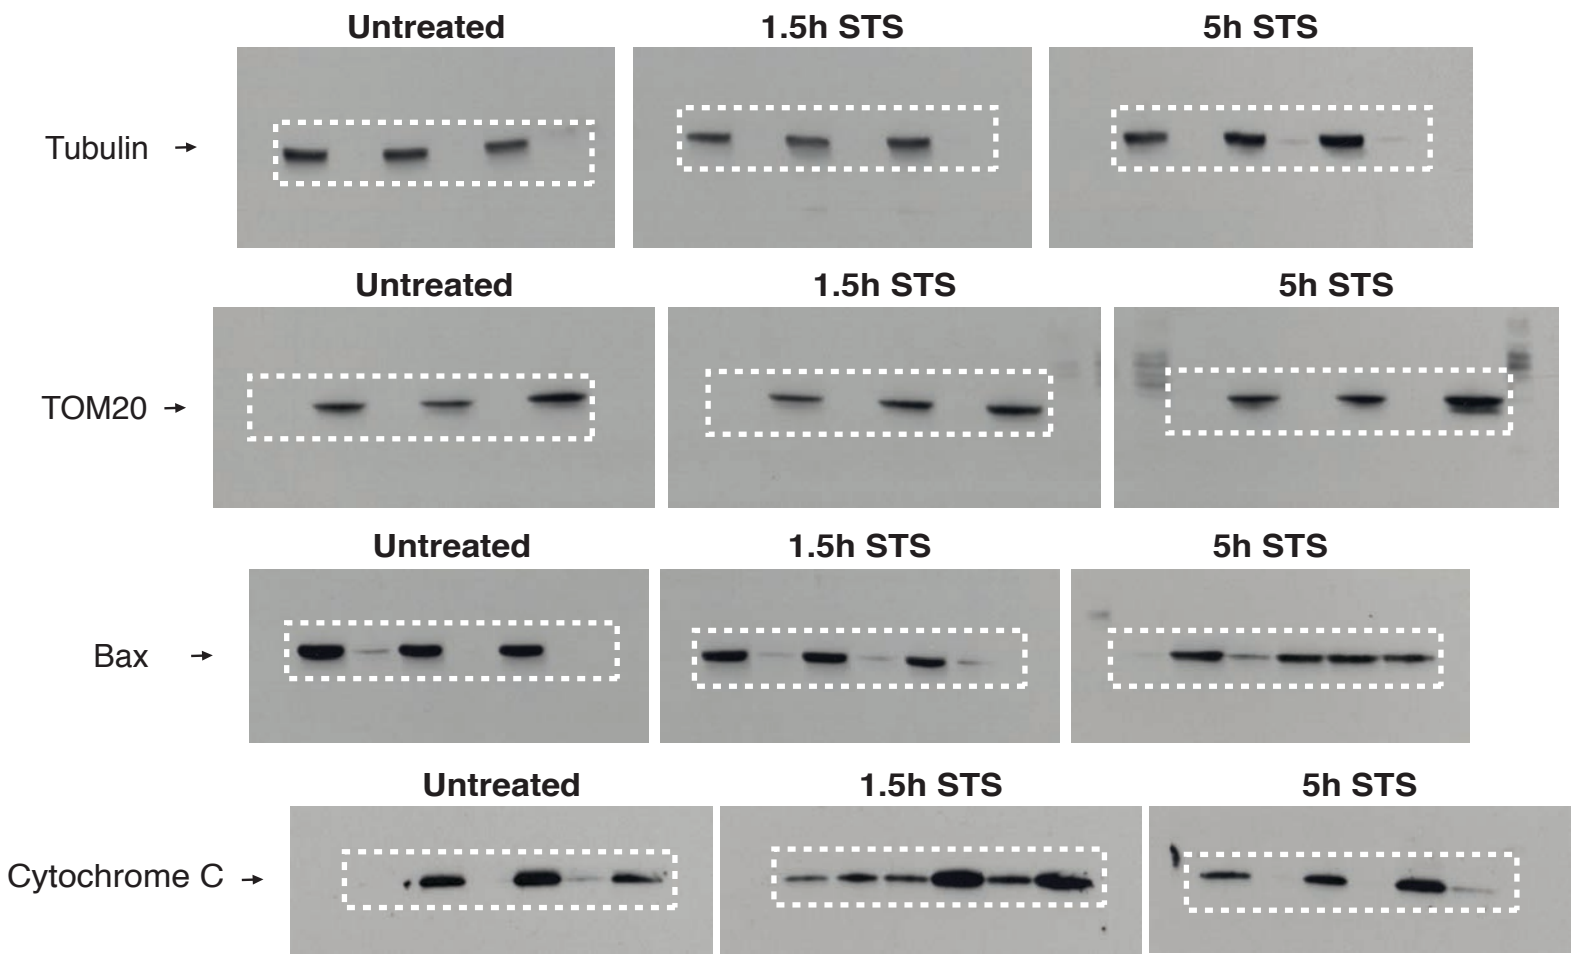 Untreated 1.5h STS 5h STS
Tubulin →
Untreated 1.5h STS 5h STS
TOM20 →
Untreated 1.5h STS 5h STS
Bax →
Untreated 1.5h STS 5h STS
Cytochrome C →